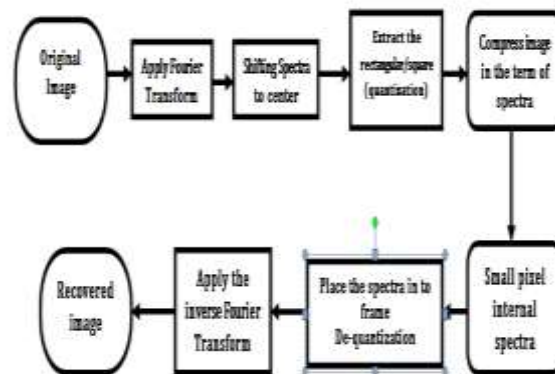 Original
Image
Apply Fourier
Transform
Shifting Spectra
to center
Extract the
rectangular/square
(quantisation)
Compress image
in the term of
spectra
Small pixel
internal
spectra
Place the spectra in to
frame
De-quantization
Apply the
inverse Fourier
Transform
Recovered
image